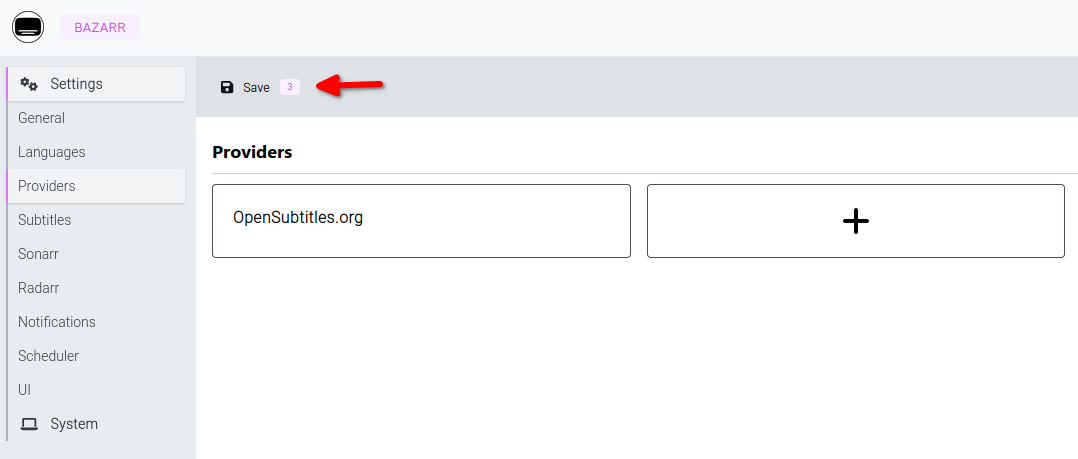 BAZARR
Settings
General
Languages
Providers
Subtitles
Sonarr
Radarr
Notifications
Scheduler
UI
System
Save 3
Providers
OpenSubtitles.org